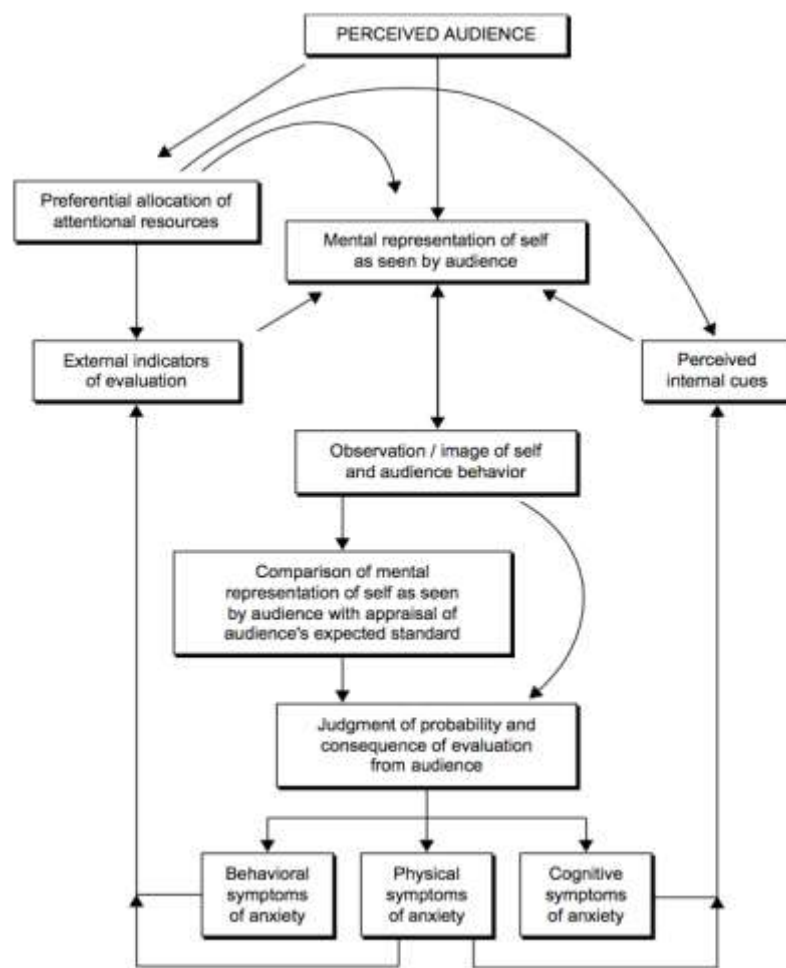 PERCEIVED AUDIENCE
Preferential allocation of
attentional resources
Mental representation of self
as seen by audience
External indicators
of evaluation
Perceived
internal cues
Observation / image of self
and audience behavior
Comparison of mental
representation of self as seen
by audience with appraisal of
audience's expected standard
Judgment of probability and
consequence of evaluation
from audience
Behavioral
symptoms
of anxiety
Physical
symptoms
of anxiety
Cognitive
symptoms
of anxiety